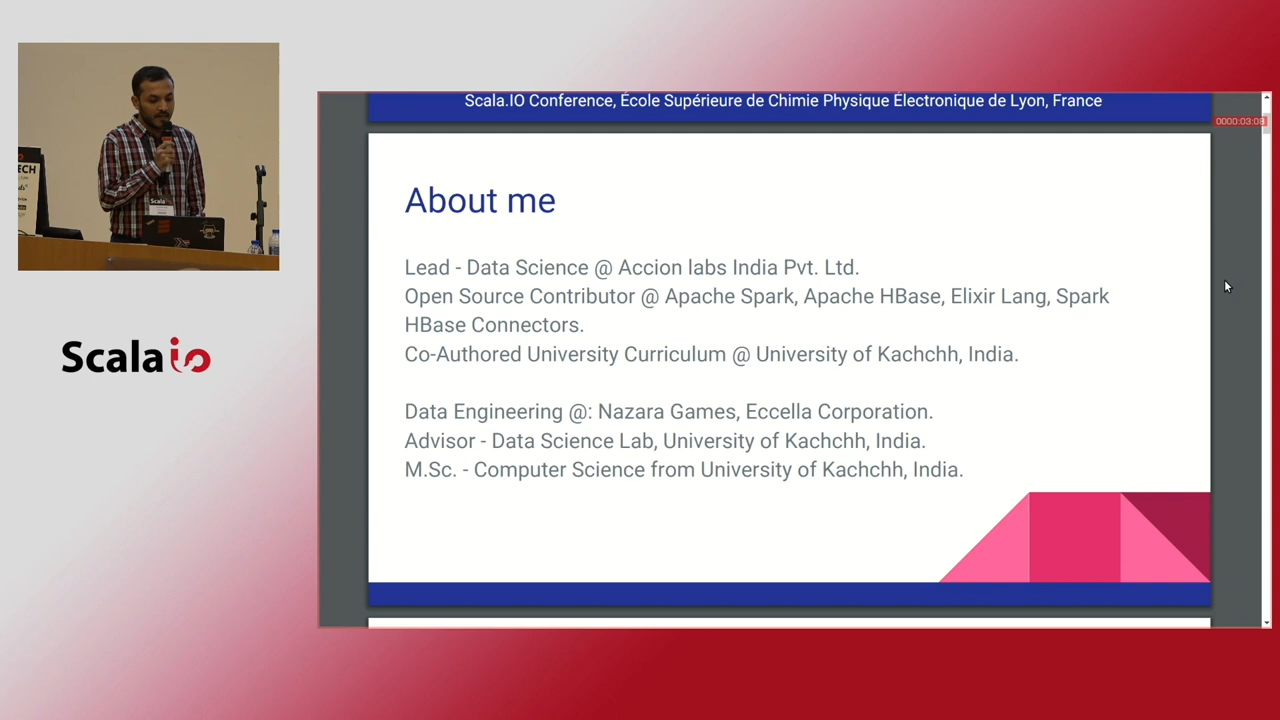 Scala.IO Conference, École Supérieure de Chimie Physique Électronique de Lyon, France
0000:03:08
About me
Lead - Data Science @ Accion labs India Pvt. Ltd.
Open Source Contributor @ Apache Spark, Apache HBase, Elixir Lang, Spark
HBase Connectors.
Co-Authored University Curriculum @ University of Kachchh, India.
Data Engineering @: Nazara Games, Eccella Corporation.
Advisor - Data Science Lab, University of Kachchh, India.
M.Sc. - Computer Science from University of Kachchh, India.
Scala
Scala io